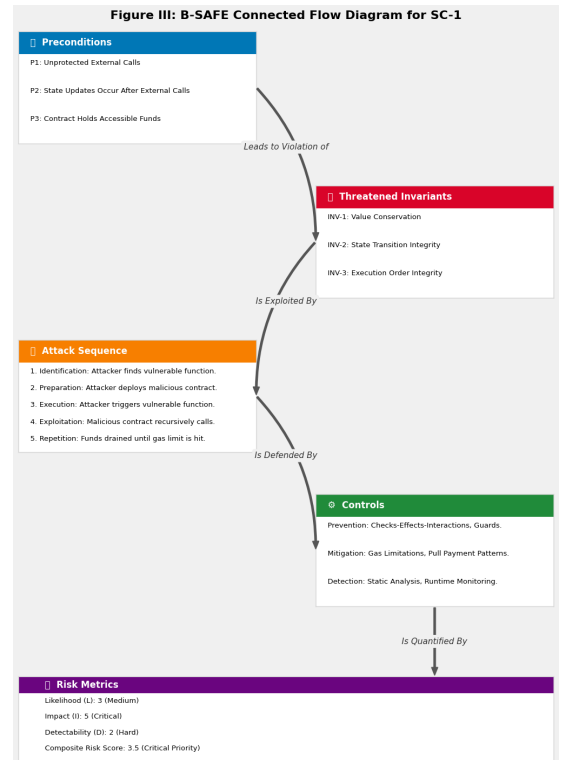 Figure III: B-SAFE Connected Flow Diagram for SC-1
Preconditions
P1: Unprotected External Calls
P2: State Updates Occur After External Calls
P3: Contract Holds Accessible Funds
Leads to Violation of
Threatened Invariants
INV-1: Value Conservation
INV-2: State Transition Integrity
INV-3: Execution Order Integrity
Is Exploited By
Attack Sequence
1. Identification: Attacker finds vulnerable function.
2. Preparation: Attacker deploys malicious contract.
3. Execution: Attacker triggers vulnerable function.
4. Exploitation: Malicious contract recursively calls.
5. Repetition: Funds drained until gas limit is hit.
Is Defended By
⚙ Controls
Prevention: Checks-Effects-Interactions, Guards.
Mitigation: Gas Limitations, Pull Payment Patterns.
Detection: Static Analysis, Runtime Monitoring.
Is Quantified By
Risk Metrics
Likelihood (L): 3 (Medium)
Impact (I): 5 (Critical)
Detectability (D): 2 (Hard)
Composite Risk Score: 3.5 (Critical Priority)